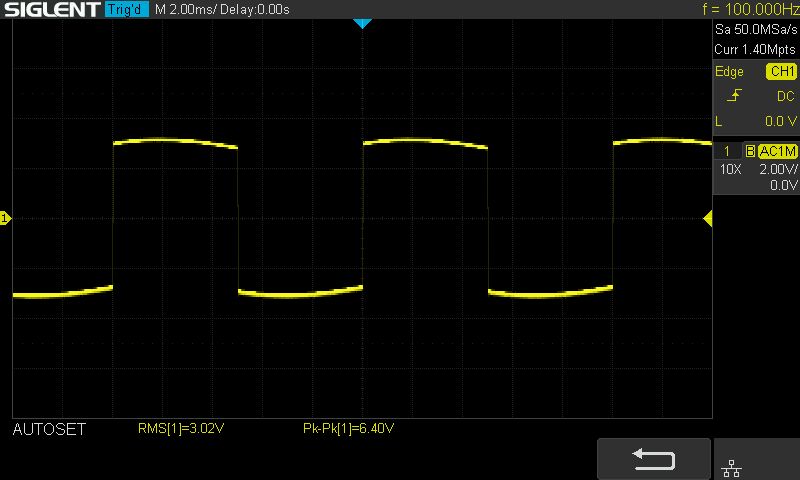 SIGLENT Trig'd M 2.00ms/ Delay:0.00s f = 100.000Hz
Sa 50.0MSa/s
Curr 1.40Mpts
Edge CH1
DC
L 0.0 V
1 B AC1M
10X 2.00V/
0.0V
1
AUTOSET RMS[1]=3.02V Pk-Pk[1]=6.40V